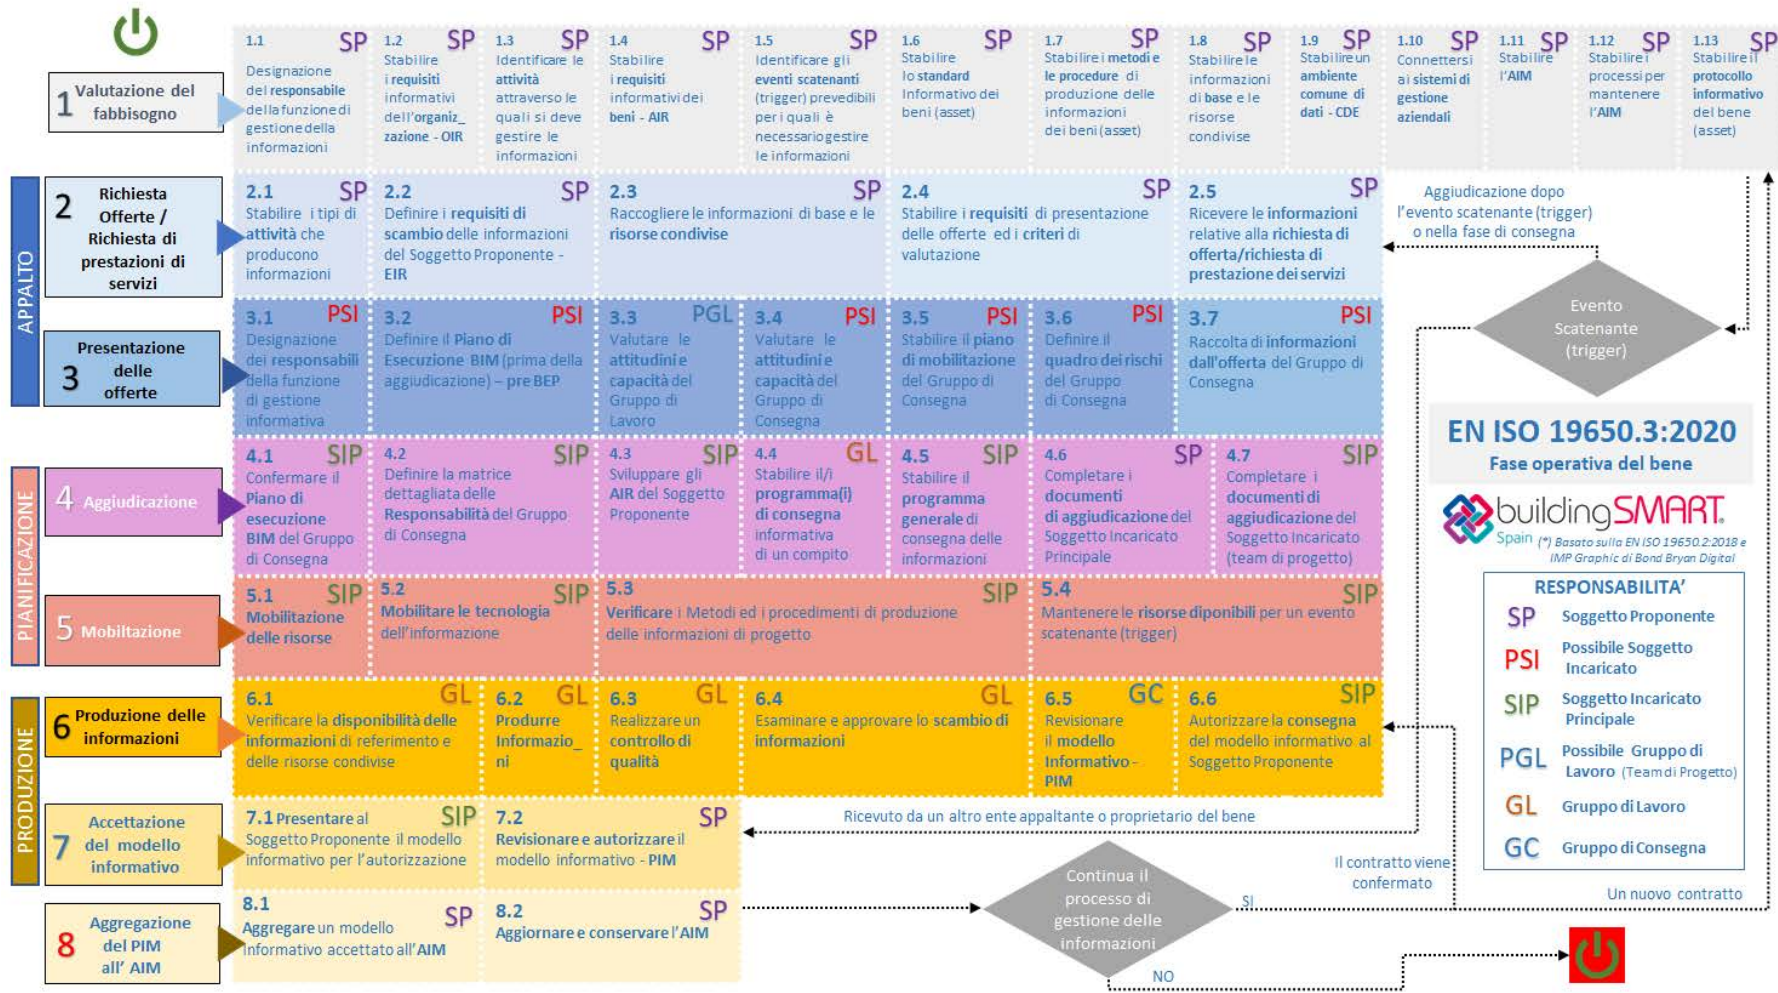 1 Valutazione del
fabbisogno
1.1 SP
Designazione
del responsabile
della funzione di
gestione della
informazioni
1.2 SP
Stabilire
i requisiti
informativi
dell'organiz_
zazione - OIR
1.3 SP
Identificare le
attività
attraverso le
quali si deve
gestire le
informazioni
1.4 SP
Stabilire
i requisiti
informativi dei
beni - AIR
1.5 SP
Identificare gli
eventi scatenanti
(trigger) prevedibili
per i quali è
necessario gestire
le informazioni
1.6 SP
Stabilire
lo standard
Informativo dei
beni (asset)
1.7 SP
Stabilire i metodi e
le procedure di
produzione delle
informazioni
dei beni (asset)
1.8 SP
Stabilire le
informazioni
di base e le
risorse
condivise
1.9 SP
Stabilire un
ambiente
comune di
dati - CDE
1.10 SP
Connettersi
ai sistemi di
gestione
aziendali
1.11 SP
Stabilire
l'AIM
1.12 SP
Stabilire i
processi per
mantenere
l'AIM
1.13 SP
Stabilire il
protocollo
informativo
del bene
(asset)
APPALTO
2 Richiesta
Offerte /
Richiesta di
prestazioni di
servizi
2.1 SP
Stabilire i tipi di
attività che
producono
informazioni
2.2 SP
Definire i requisiti di
scambio delle informazioni
del Soggetto Proponente -
EIR
2.3 SP
Raccogliere le informazioni di base e le
risorse condivise
2.4 SP
Stabilire i requisiti di presentazione
delle offerte ed i criteri di
valutazione
2.5 SP
Ricevere le informazioni
relative alla richiesta di
offerta/richiesta di
prestazione dei servizi
Aggiudicazione dopo
l'evento scatenante (trigger)
o nella fase di consegna
Evento
Scatenante
(trigger)
3 Presentazione
delle
offerte
3.1 PSI
Designazione
dei responsabili
della funzione
di gestione
informativa
3.2 PSI
Definire il Piano di
Esecuzione BIM (prima della
aggiudicazione) – pre BEP
3.3 PGL
Valutare le
attitudini e
capacità del
Gruppo di
Lavoro
3.4 PSI
Valutare le
attitudini e
capacità del
Gruppo di
Consegna
3.5 PSI
Stabilire il piano
di mobilitazione
del Gruppo di
Consegna
3.6 PSI
Definire il
quadro dei rischi
del Gruppo
di Consegna
3.7 PSI
Raccolta di informazioni
dall'offerta del Gruppo di
Consegna
EN ISO 19650.3:2020
Fase operativa del bene
buildingSMART®
Spain
(*) Basato sulla EN ISO 19650.2:2018 e
IMP Graphic di Bond Bryan Digital
PIANIFICAZIONE
4 Aggiudicazione
4.1 SIP
Confermare il
Piano di
esecuzione
BIM del Gruppo
di Consegna
4.2 SIP
Definire la matrice
dettagliata delle
Responsabilità del Gruppo
di Consegna
4.3 SIP
Sviluppare gli
AIR del Soggetto
Proponente
4.4 GL
Stabilire il/i
programma(i)
di consegna
informativa
di un compito
4.5 SIP
Stabilire il
programma
generale di
consegna delle
informazioni
4.6 SP
Completare i
documenti
di aggiudicazione del
Soggetto Incaricato
Principale
4.7 SIP
Completare i
documenti di
aggiudicazione del
Soggetto Incaricato
(team di progetto)
5 Mobiltazione
5.1 SIP
Mobilitazione
delle risorse
5.2 SIP
Mobilitare le tecnologia
dell'informazione
5.3 SIP
Verificare i Metodi ed i procedimenti di produzione
delle informazioni di progetto
5.4 SIP
Mantenere le risorse diponibili per un evento
scatenante (trigger)
RESPONSABILITA'
SP Soggetto Proponente
PSI Possibile Soggetto
Incaricato
SIP Soggetto Incaricato
Principale
PGL Possibile Gruppo di
Lavoro (Team di Progetto)
GL Gruppo di Lavoro
GC Gruppo di Consegna
PRODUZIONE
6 Produzione delle
informazioni
6.1 GL
Verificare la disponibilità delle
informazioni di referimento e
delle risorse condivise
6.2 GL
Produrre
Informazio_
ni
6.3 GL
Realizzare un
controllo di
qualità
6.4 GL
Esaminare e approvare lo scambio di
informazioni
6.5 GC
Revisionare
il modello
Informativo -
PIM
6.6 SIP
Autorizzare la consegna
del modello informativo al
Soggetto Proponente
7 Accettazione
del modello
informativo
7.1 Presentare al SIP
Soggetto Proponente il modello
informativo per l'autorizzazione
7.2 SP
Revisionare e autorizzare il
modello informativo - PIM
Ricevuto da un altro ente appaltante o proprietario del bene
8 Aggregazione
del PIM
all' AIM
8.1 SP
Aggregare un modello
informativo accettato all'AIM
8.2 SP
Aggiornare e conservare l'AIM
Continua il
processo di
gestione delle
informazioni
SI
Il contratto viene
confermato
Un nuovo contratto
NO